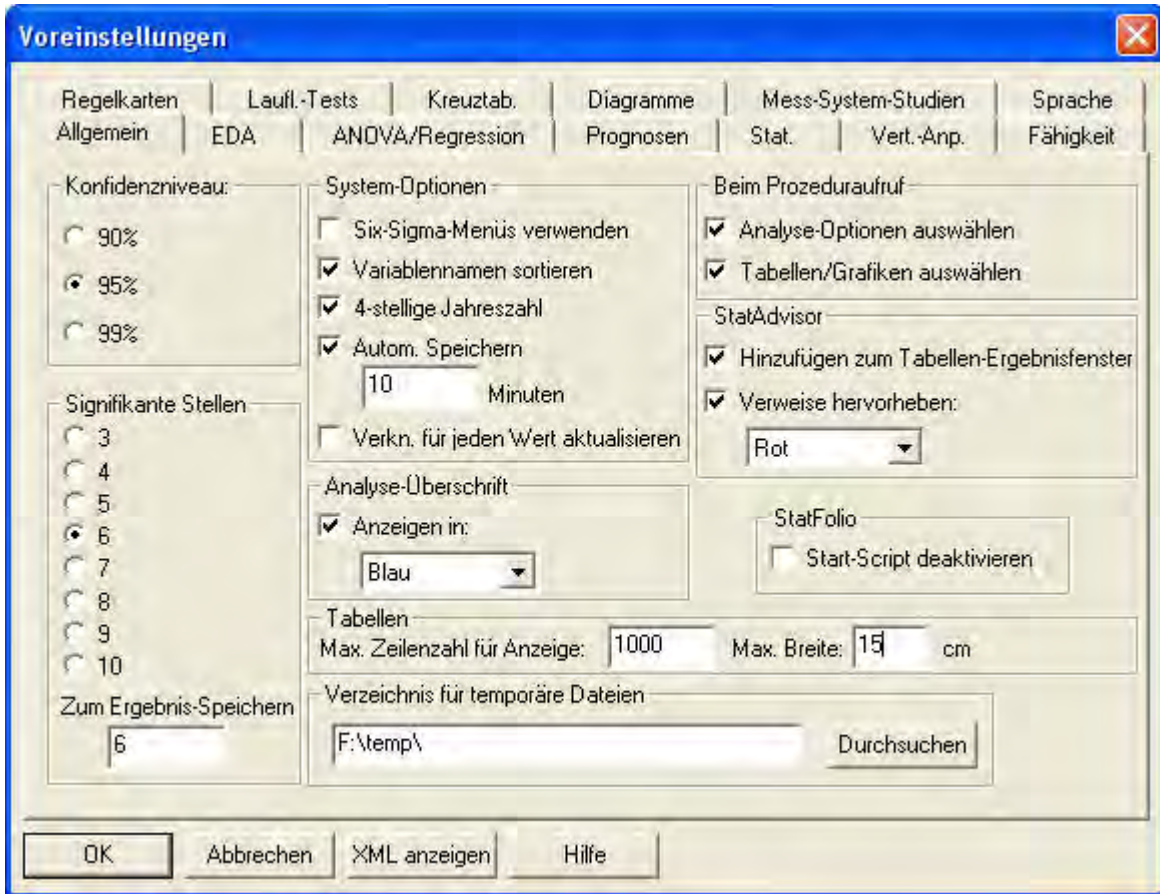 Voreinstellungen
Regelkarten Laufl.-Tests Kreuztab. Diagramme Mess-System-Studien Sprache
Allgemein EDA ANOVA/Regression Prognosen Stat. Vert.-Anp. Fähigkeit
Konfidenzniveau:
90%
95%
99%
Signifikante Stellen
3
4
5
6
7
8
9
10
Zum Ergebnis-Speichern
6
System-Optionen
Six-Sigma-Menüs verwenden
Variablennamen sortieren
4-stellige Jahreszahl
Autom. Speichern
10 Minuten
Verkn. für jeden Wert aktualisieren
Analyse-Überschrift
Anzeigen in:
Blau
Beim Prozeduraufruf
Analyse-Optionen auswählen
Tabellen/Grafiken auswählen
StatAdvisor
Hinzufügen zum Tabellen-Ergebnisfenster
Verweise hervorheben:
Rot
StatFolio
Start-Script deaktivieren
Tabellen
Max. Zeilenzahl für Anzeige: 1000 Max. Breite: 15 cm
Verzeichnis für temporäre Dateien
F:\temp\ Durchsuchen
OK Abbrechen XML anzeigen Hilfe